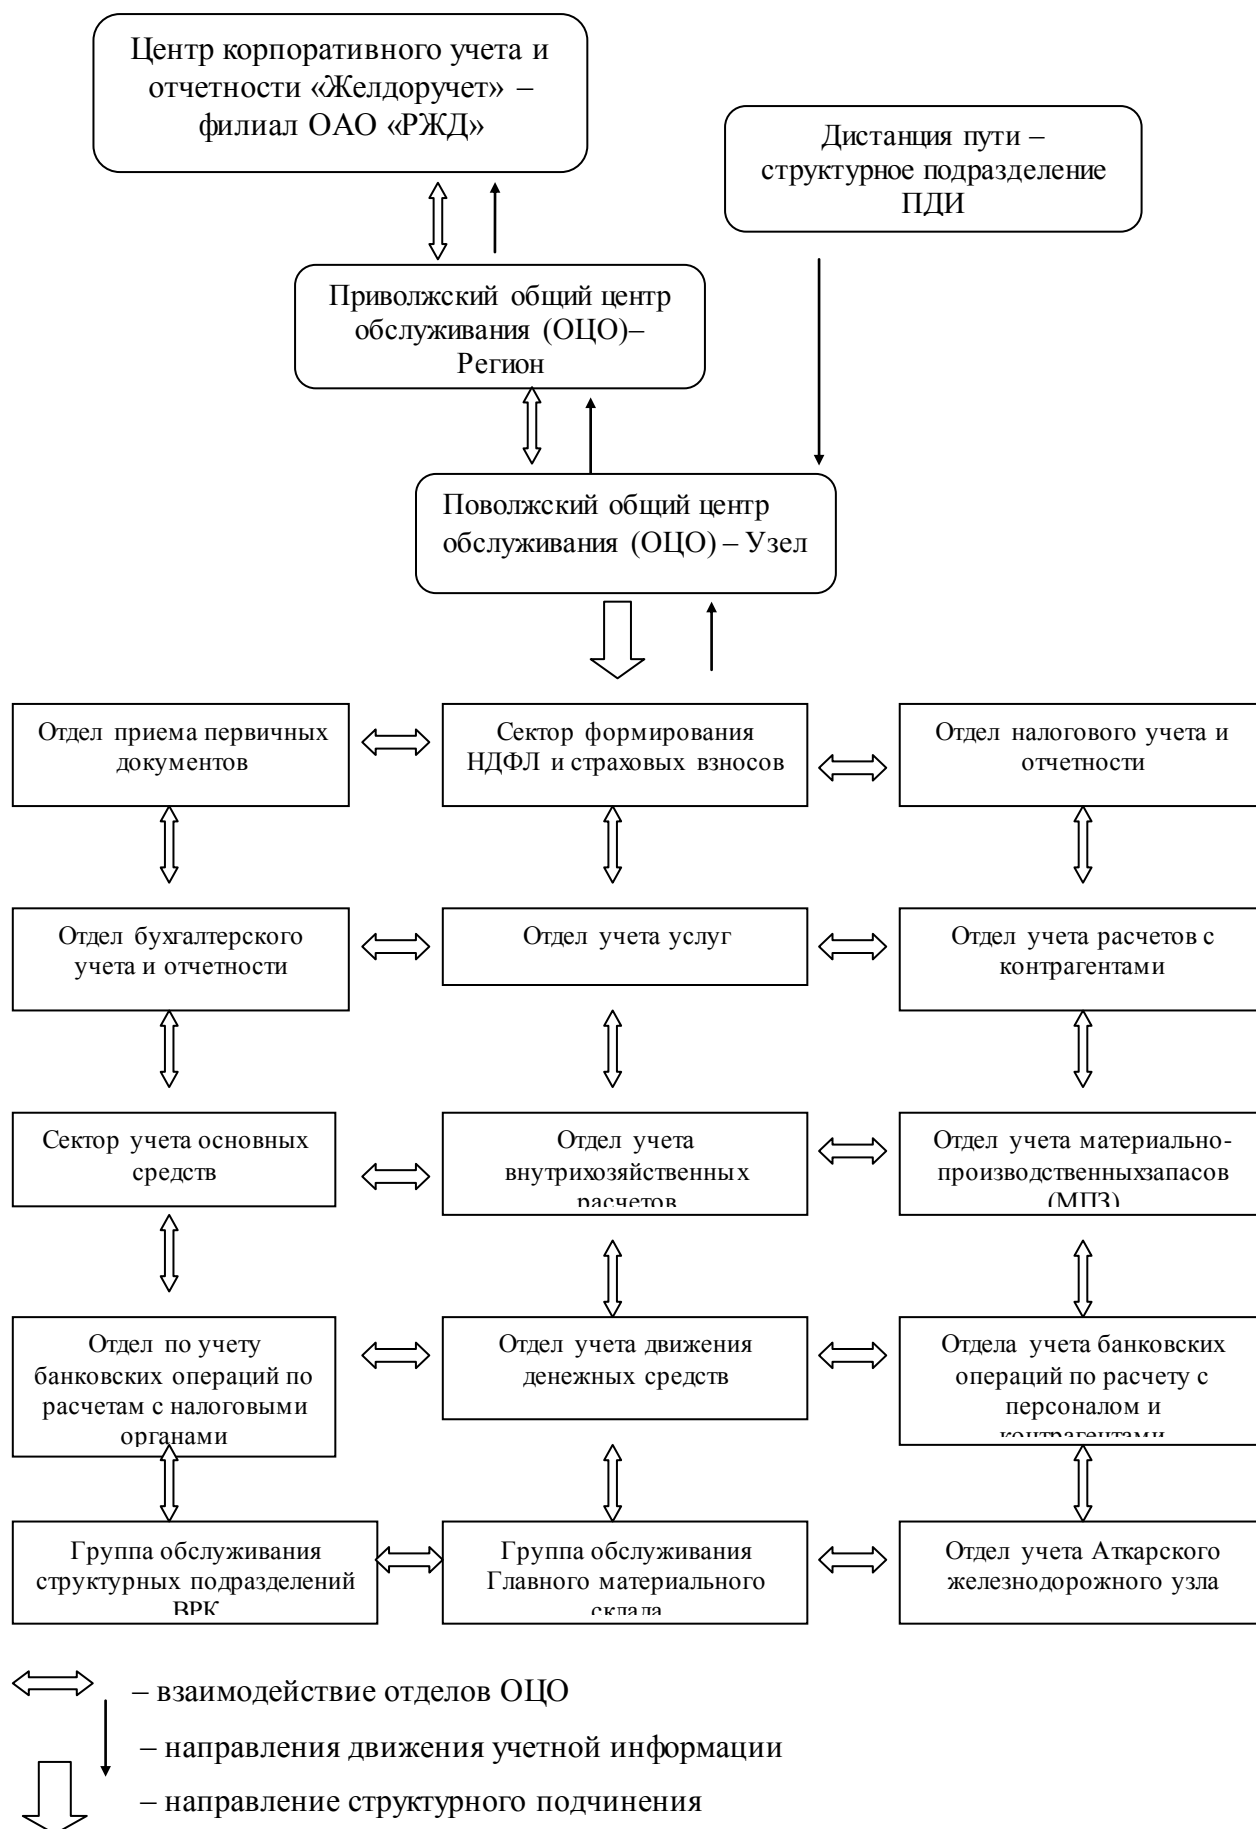 Центр корпоративного учета и
отчетности «Желдоручет» –
филиал ОАО «РЖД»
Дистанция пути –
структурное подразделение
ПДИ
Приволжский общий центр
обслуживания (ОЦО)–
Регион
Поволжский общий центр
обслуживания (ОЦО) – Узел
Отдел приема первичных
документов
Сектор формирования
НДФЛ и страховых взносов
Отдел налогового учета и
отчетности
Отдел бухгалтерского
учета и отчетности
Отдел учета услуг
Отдел учета расчетов с
контрагентами
Сектор учета основных
средств
Отдел учета
внутрихозяйственных
расчетов
Отдел учета материально-
производственныхзапасов
(МПЗ)
Отдел по учету
банковских операций по
расчетам с налоговыми
органами
Отдел учета движения
денежных средств
Отдела учета банковских
операций по расчету с
персоналом и
контрагентами
Группа обслуживания
структурных подразделений
ВРК
Группа обслуживания
Главного материального
склада
Отдел учета Аткарского
железнодорожного узла
– взаимодействие отделов ОЦО
– направления движения учетной информации
– направление структурного подчинения